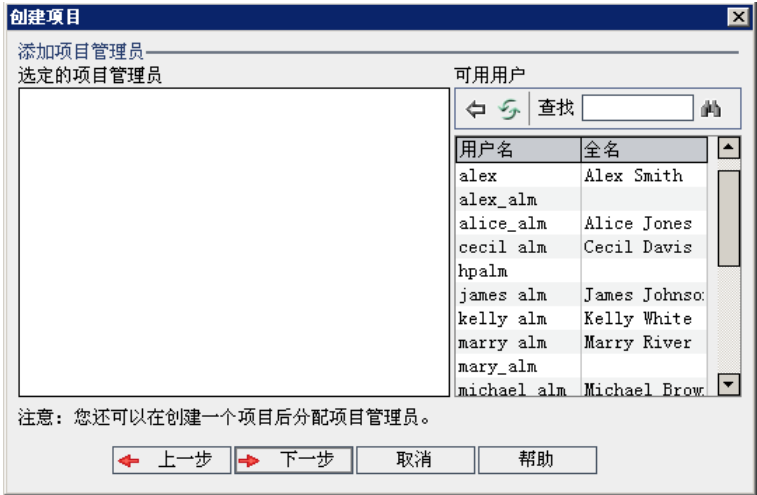 创建项目
添加项目管理员
选定的项目管理员
可用用户
查找
用户名 全名
alex Alex Smith
alex_alm
alice_alm Alice Jones
cecil alm Cecil Davis
hpalm
james alm James Johnso
kelly alm Kelly White
marry alm Marry River
mary_alm
michael alm Michael Brow
注意：您还可以在创建一个项目后分配项目管理员。
上一步 下一步 取消 帮助